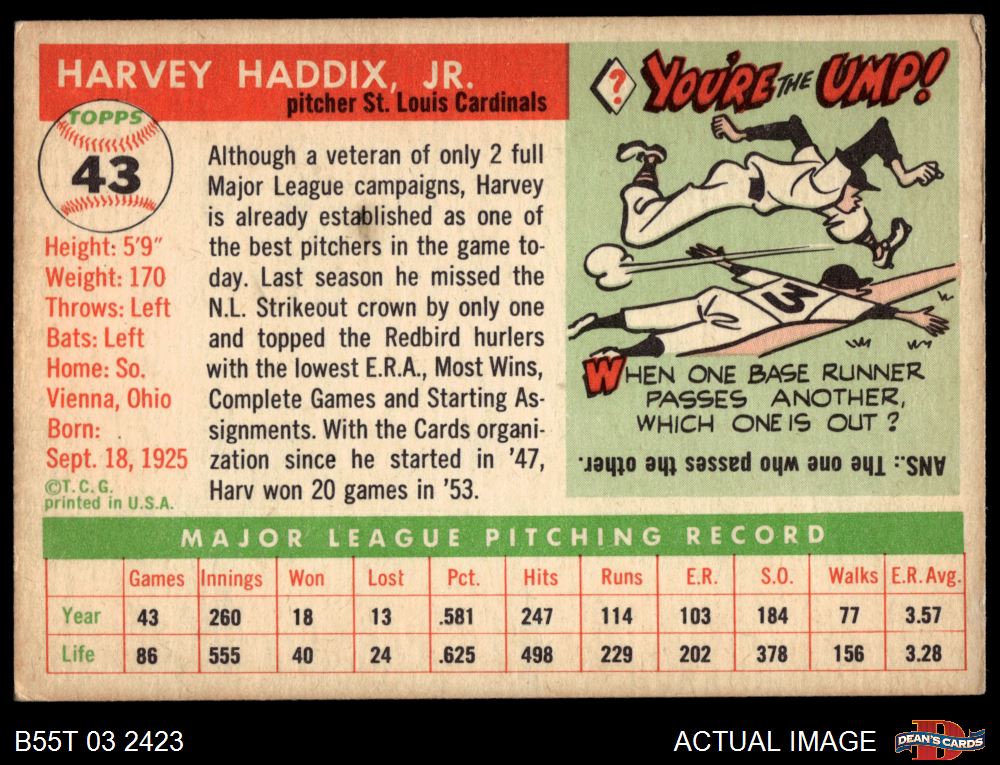 HARVEY HADDIX, JR.
pitcher St. Louis Cardinals
TOPPS
43
Height: 5'9"
Weight: 170
Throws: Left
Bats: Left
Home: So.
Vienna, Ohio
Born:
Sept. 18, 1925
©T.C.G.
printed in U.S.A.
Although a veteran of only 2 full
Major League campaigns, Harvey
is already established as one of
the best pitchers in the game to-
day. Last season he missed the
N.L. Strikeout crown by only one
and topped the Redbird hurlers
with the lowest E.R.A., Most Wins,
Complete Games and Starting As-
signments. With the Cards organi-
zation since he started in '47,
Harv won 20 games in '53.
? YOU'RE THE UMP!
3
WHEN ONE BASE RUNNER
PASSES ANOTHER,
WHICH ONE IS OUT?
ANS.: The one who passes the other.
MAJOR LEAGUE PITCHING RECORD
Games Innings Won Lost Pct. Hits Runs E.R. S.O. Walks E.R.Avg.
Year 43 260 18 13 .581 247 114 103 184 77 3.57
Life 86 555 40 24 .625 498 229 202 378 156 3.28
B55T 03 2423
ACTUAL IMAGE
D
DEAN'S CARDS